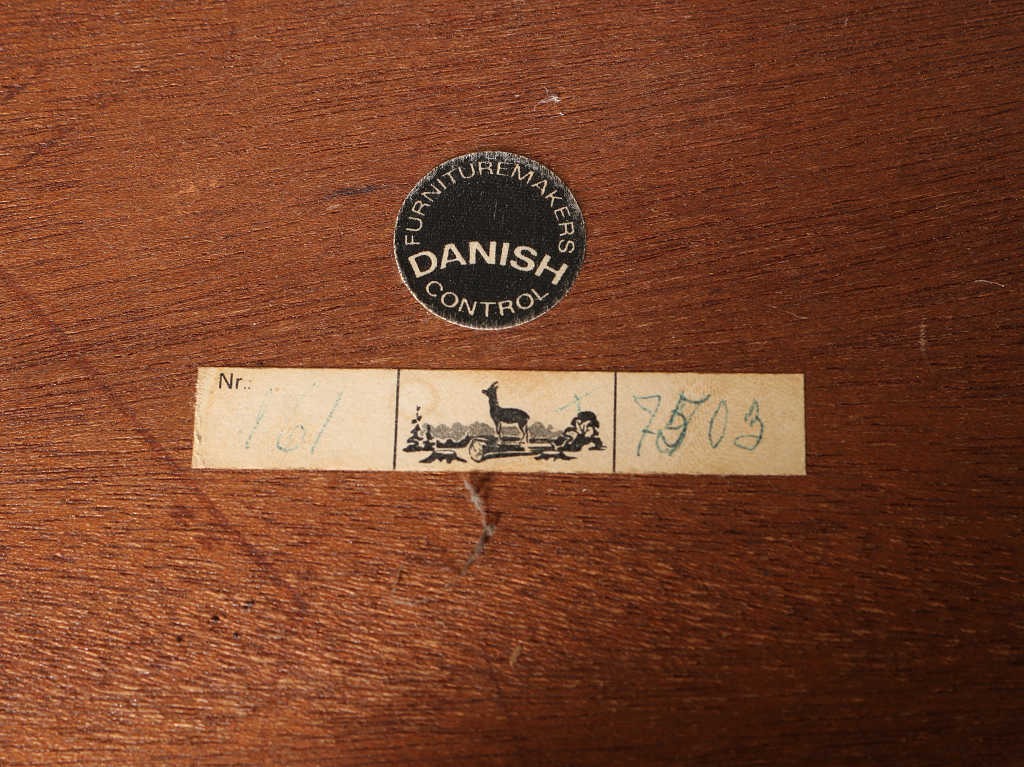 FURNITUREMAKERS
DANISH
CONTROL
Nr.: 161
7503